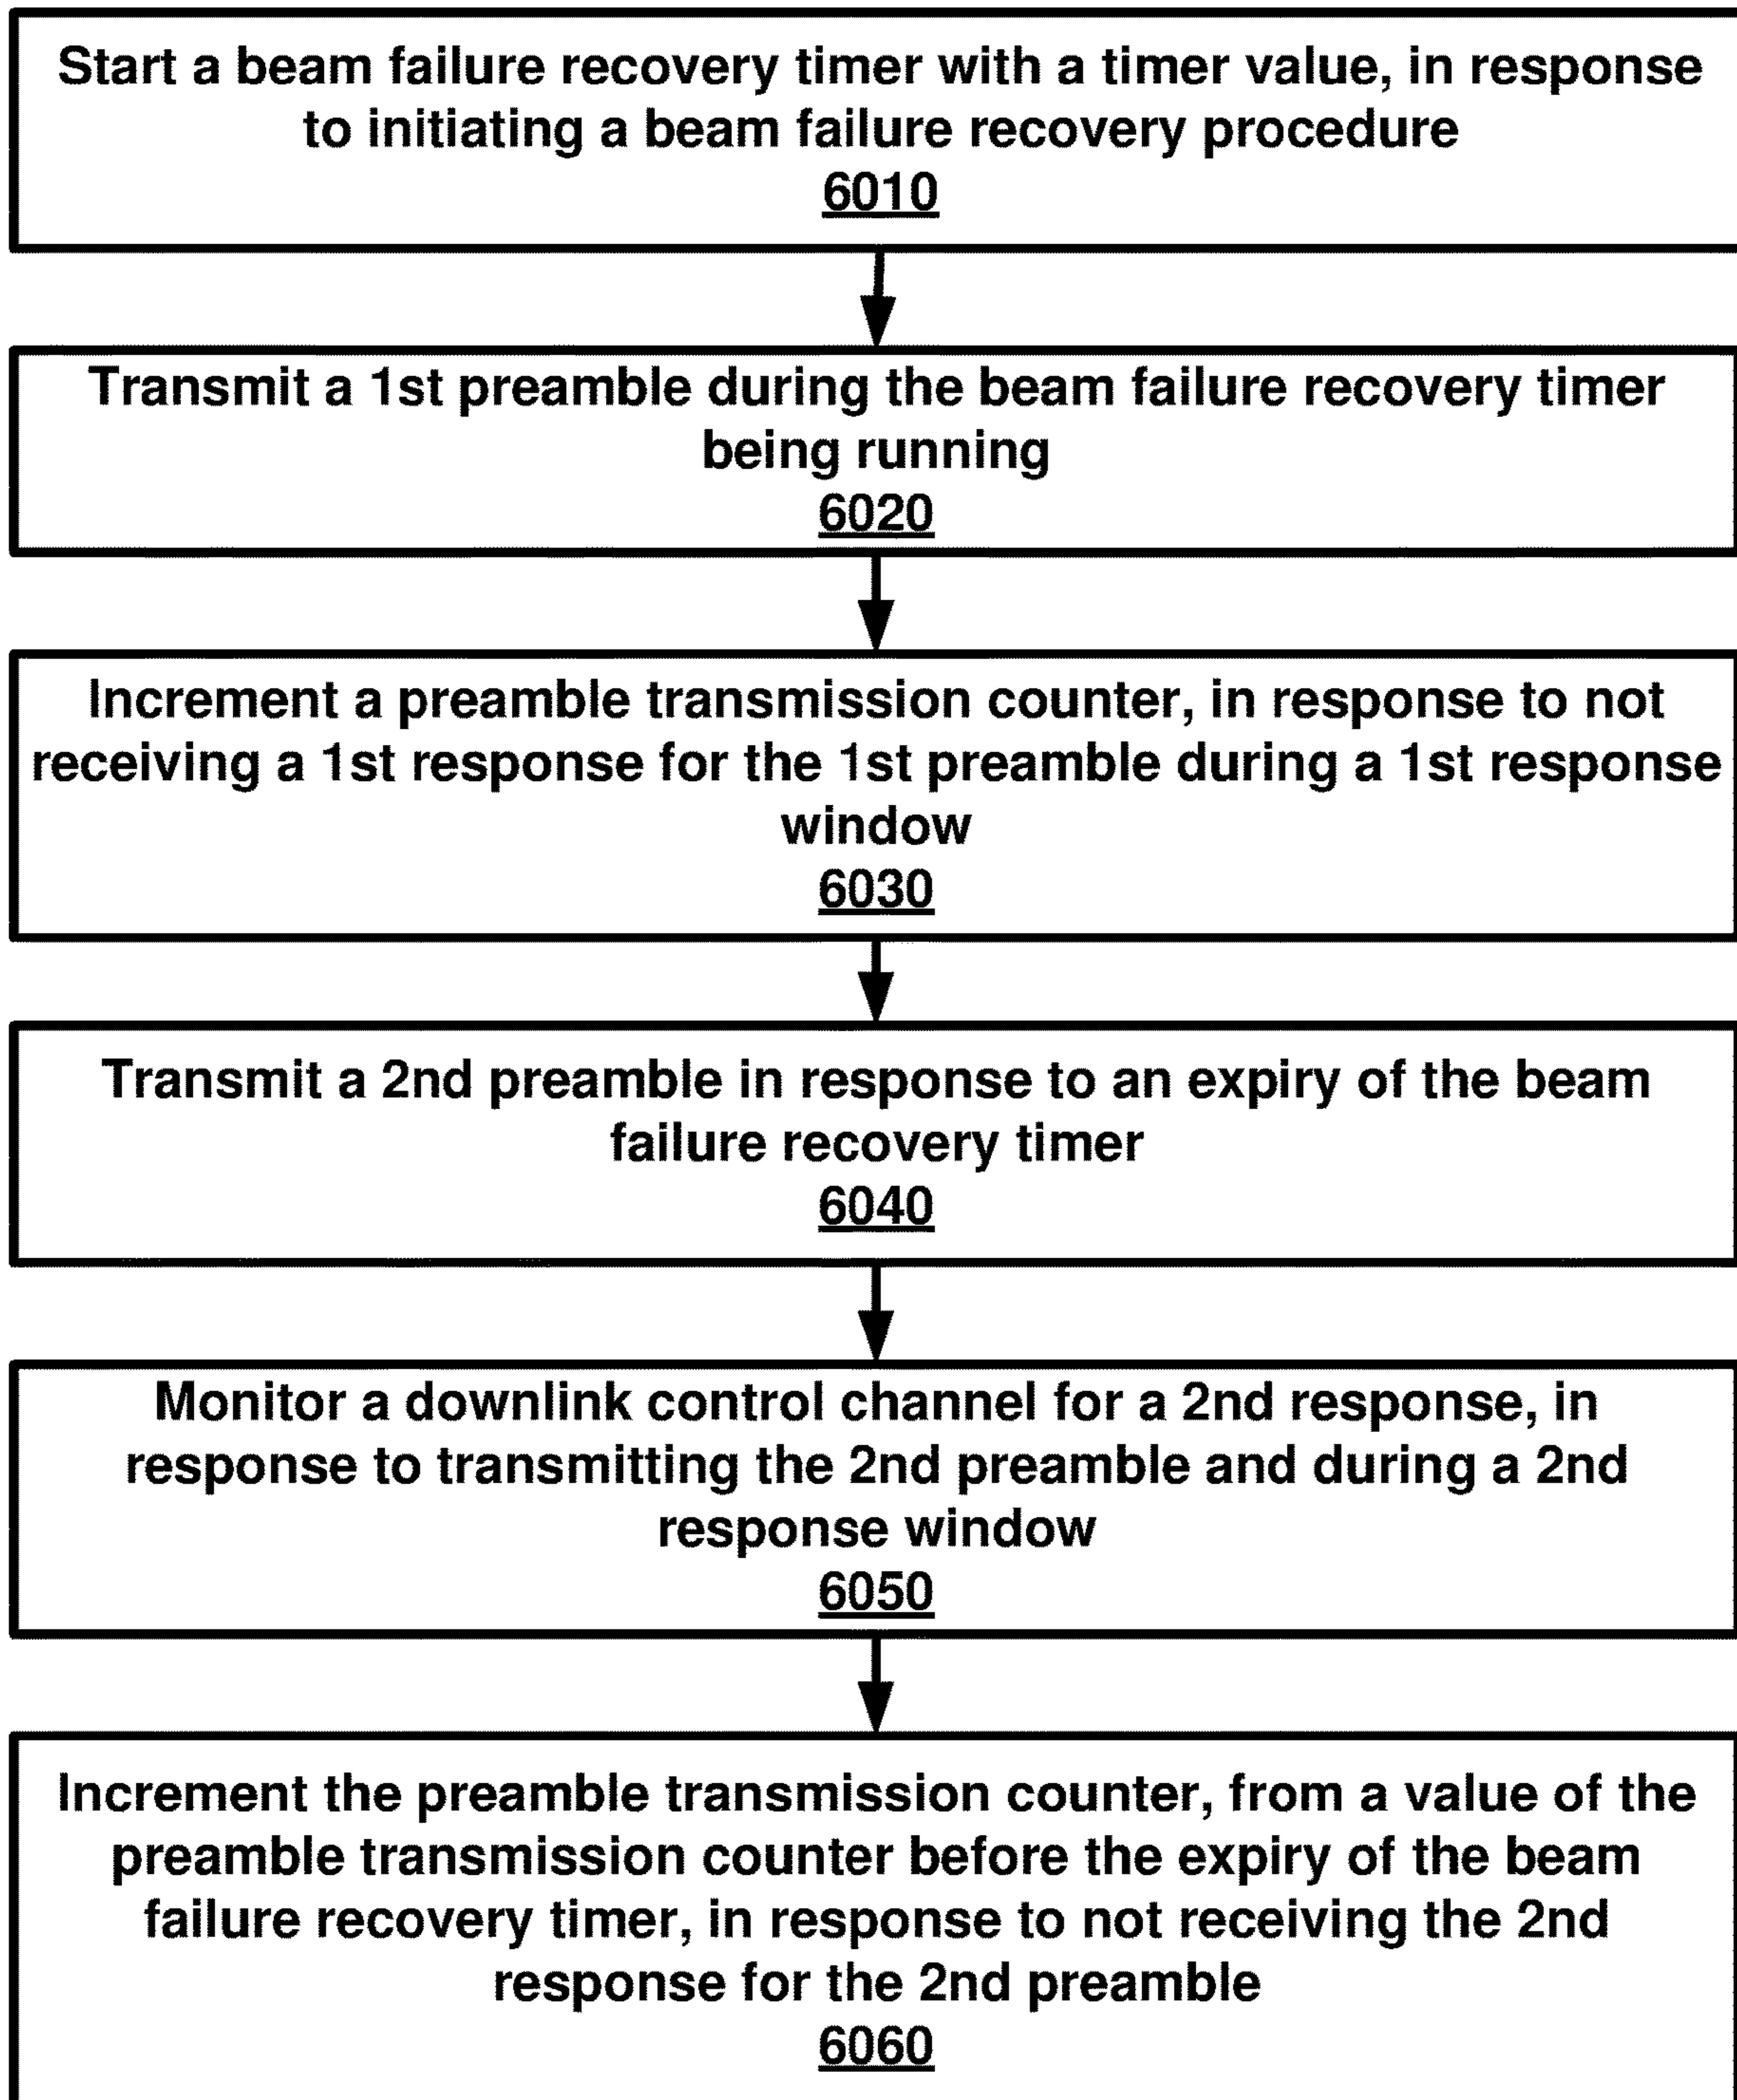 Start a beam failure recovery timer with a timer value, in response
to initiating a beam failure recovery procedure
6010
Transmit a 1st preamble during the beam failure recovery timer
being running
6020
Increment a preamble transmission counter, in response to not
receiving a 1st response for the 1st preamble during a 1st response
window
6030
Transmit a 2nd preamble in response to an expiry of the beam
failure recovery timer
6040
Monitor a downlink control channel for a 2nd response, in
response to transmitting the 2nd preamble and during a 2nd
response window
6050
Increment the preamble transmission counter, from a value of the
preamble transmission counter before the expiry of the beam
failure recovery timer, in response to not receiving the 2nd
response for the 2nd preamble
6060